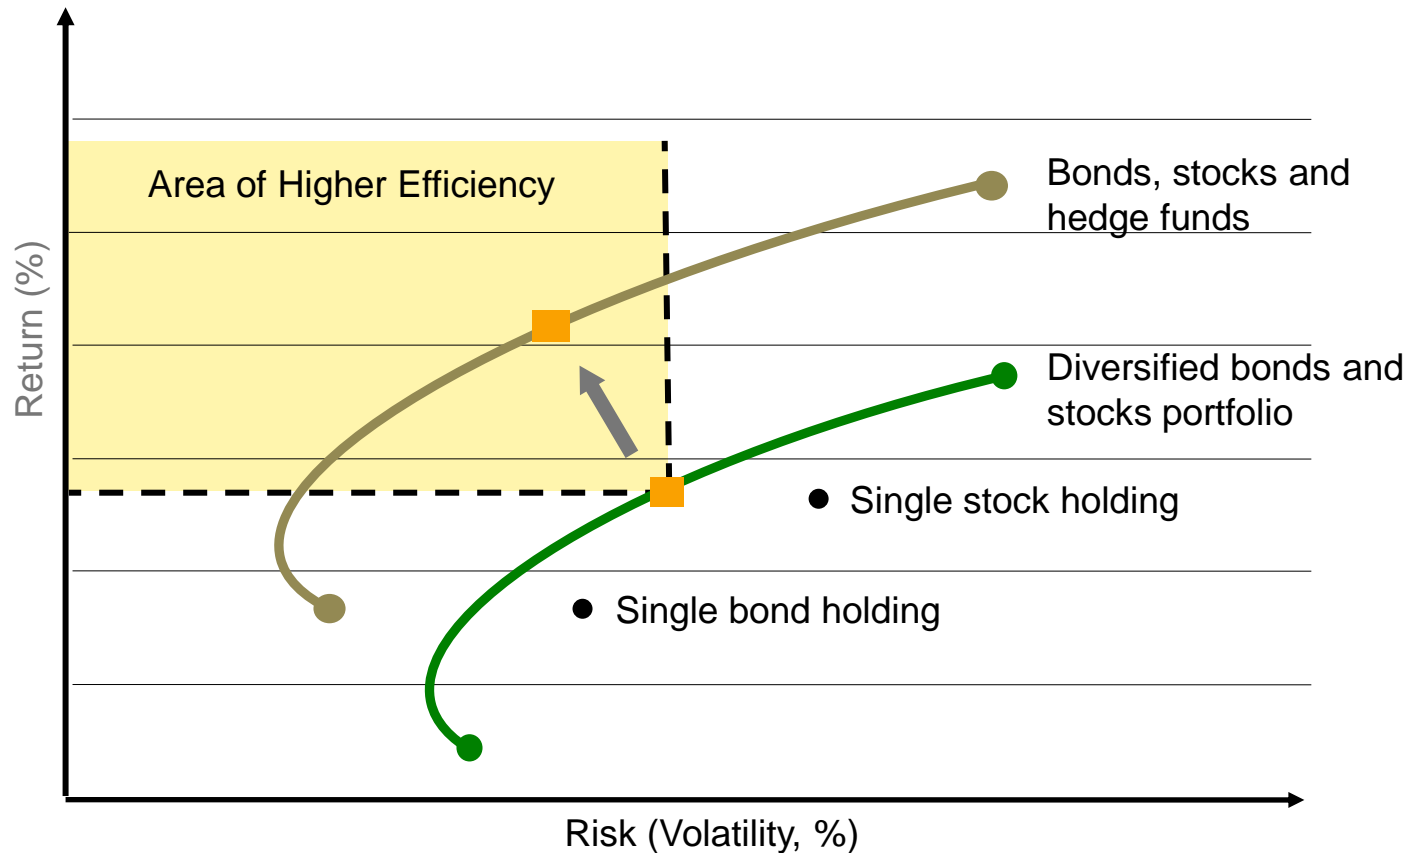 Area of Higher Efficiency
Bonds, stocks and
hedge funds
Return (%)
Diversified bonds and
stocks portfolio
Single stock holding
Single bond holding
Risk (Volatility, %)